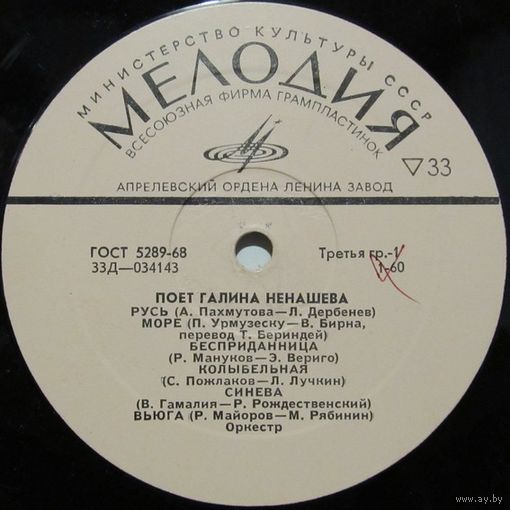 МИНИСТЕРСТВО КУЛЬТУРЫ СССР
МЕЛОДИЯ
ВСЕСОЮЗНАЯ ФИРМА ГРАМПЛАСТИНОК
33
АПРЕЛЕВСКИЙ ОРДЕНА ЛЕНИНА ЗАВОД
ГОСТ 5289-68
Третья гр.-1
33Д—034143
1-60
ПОЕТ ГАЛИНА НЕНАШЕВА
РУСЬ (А. Пахмутова—Л. Дербенев)
МОРЕ (П. Урмузеску—В. Бирна,
перевод Т. Бериндей)
БЕСПРИДАННИЦА
(Р. Мануков—Э. Вериго)
КОЛЫБЕЛЬНАЯ
(С. Пожлаков—Л. Лучкин)
СИНЕВА
(В. Гамалия—Р. Рождественский)
ВЬЮГА (Р. Майоров—М. Рябинин)
Оркестр
www.ay.by